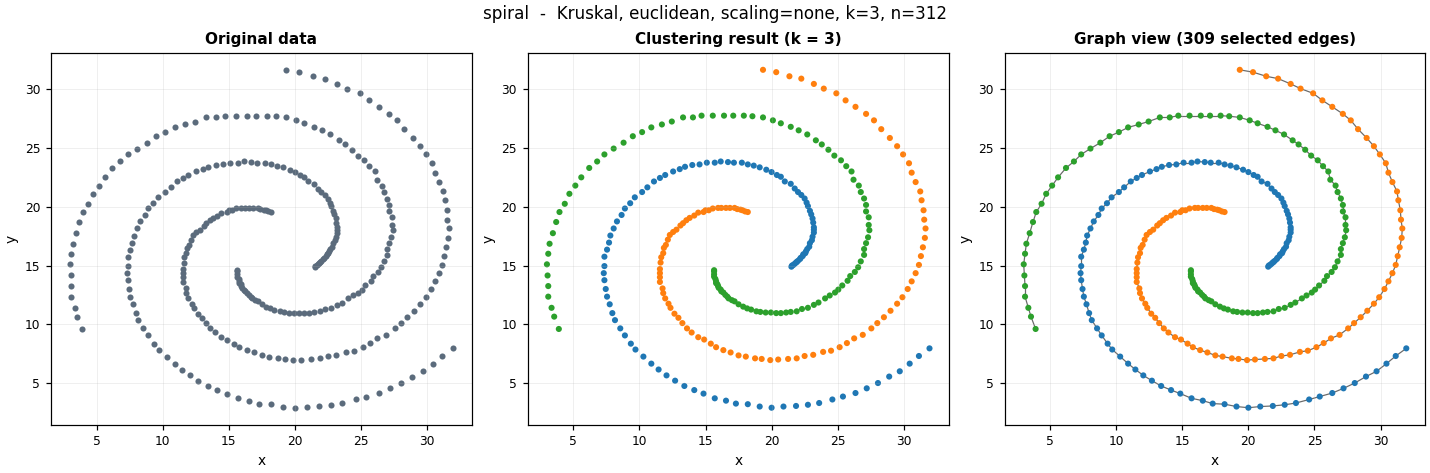 spiral  -  Kruskal, euclidean, scaling=none, k=3, n=312
Original data
Clustering result (k = 3)
Graph view (309 selected edges)
y
30
25
20
15
10
5
5 10 15 20 25 30
x
y
30
25
20
15
10
5
5 10 15 20 25 30
x
y
30
25
20
15
10
5
5 10 15 20 25 30
x